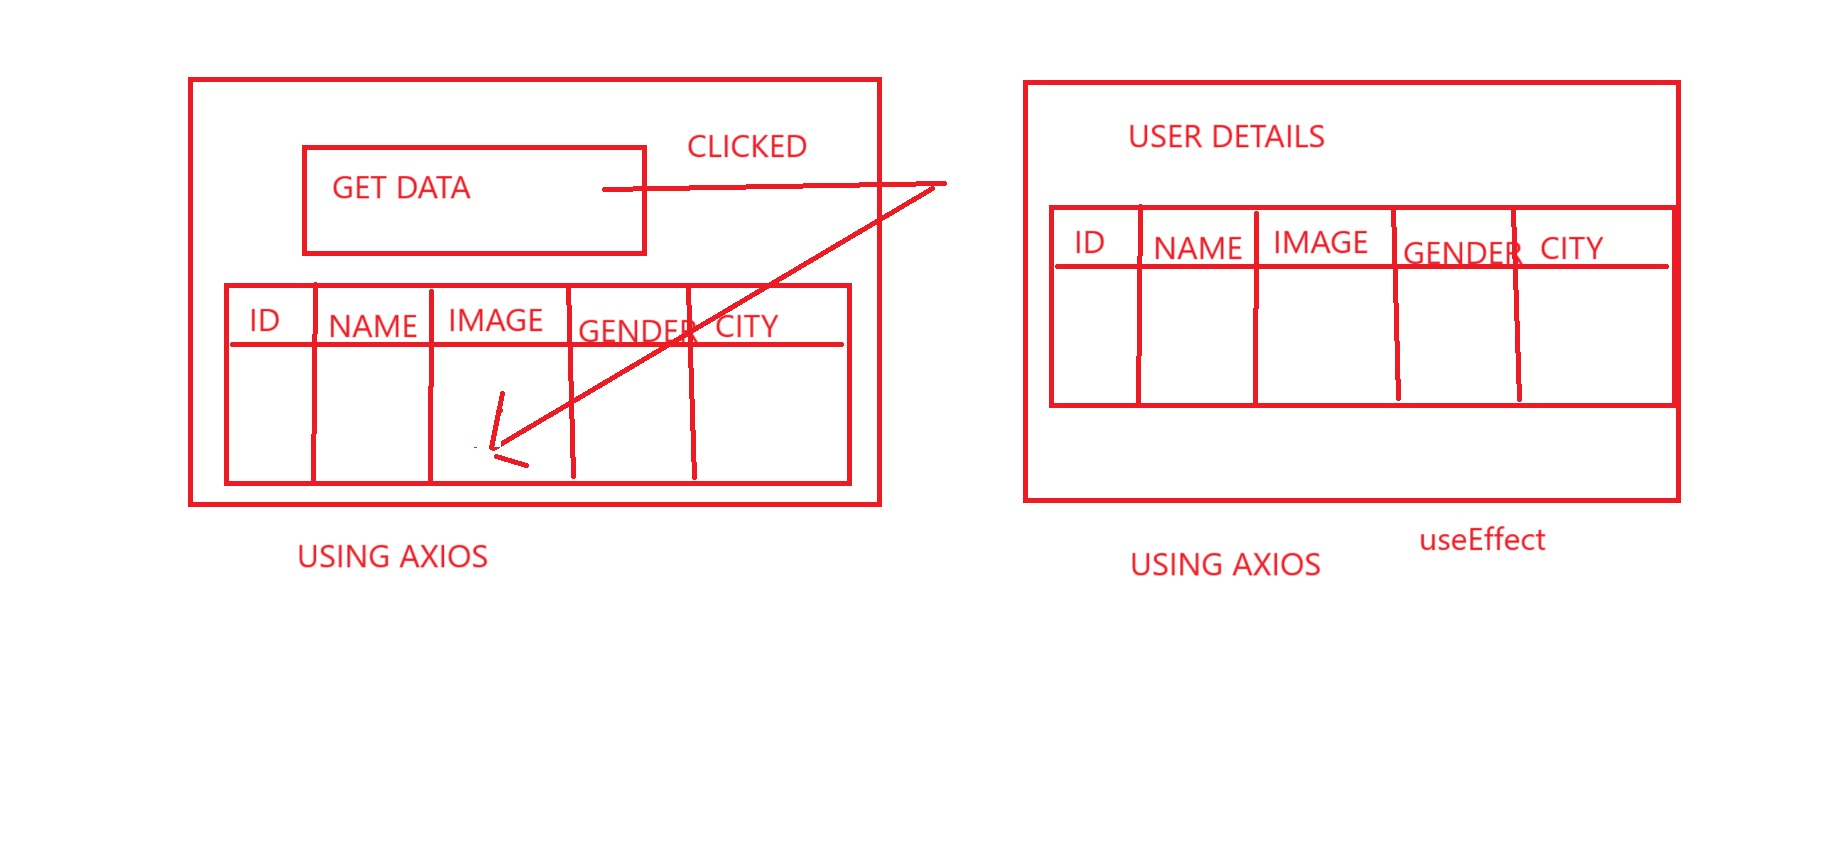 CLICKED
GET DATA
ID NAME IMAGE GENDER CITY
USING AXIOS
USER DETAILS
ID NAME IMAGE GENDER CITY
useEffect
USING AXIOS